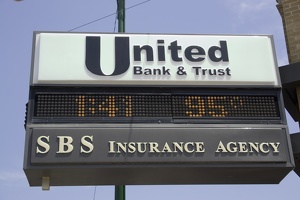 United
Bank & Trust
1:41 95°
SBS INSURANCE AGENCY